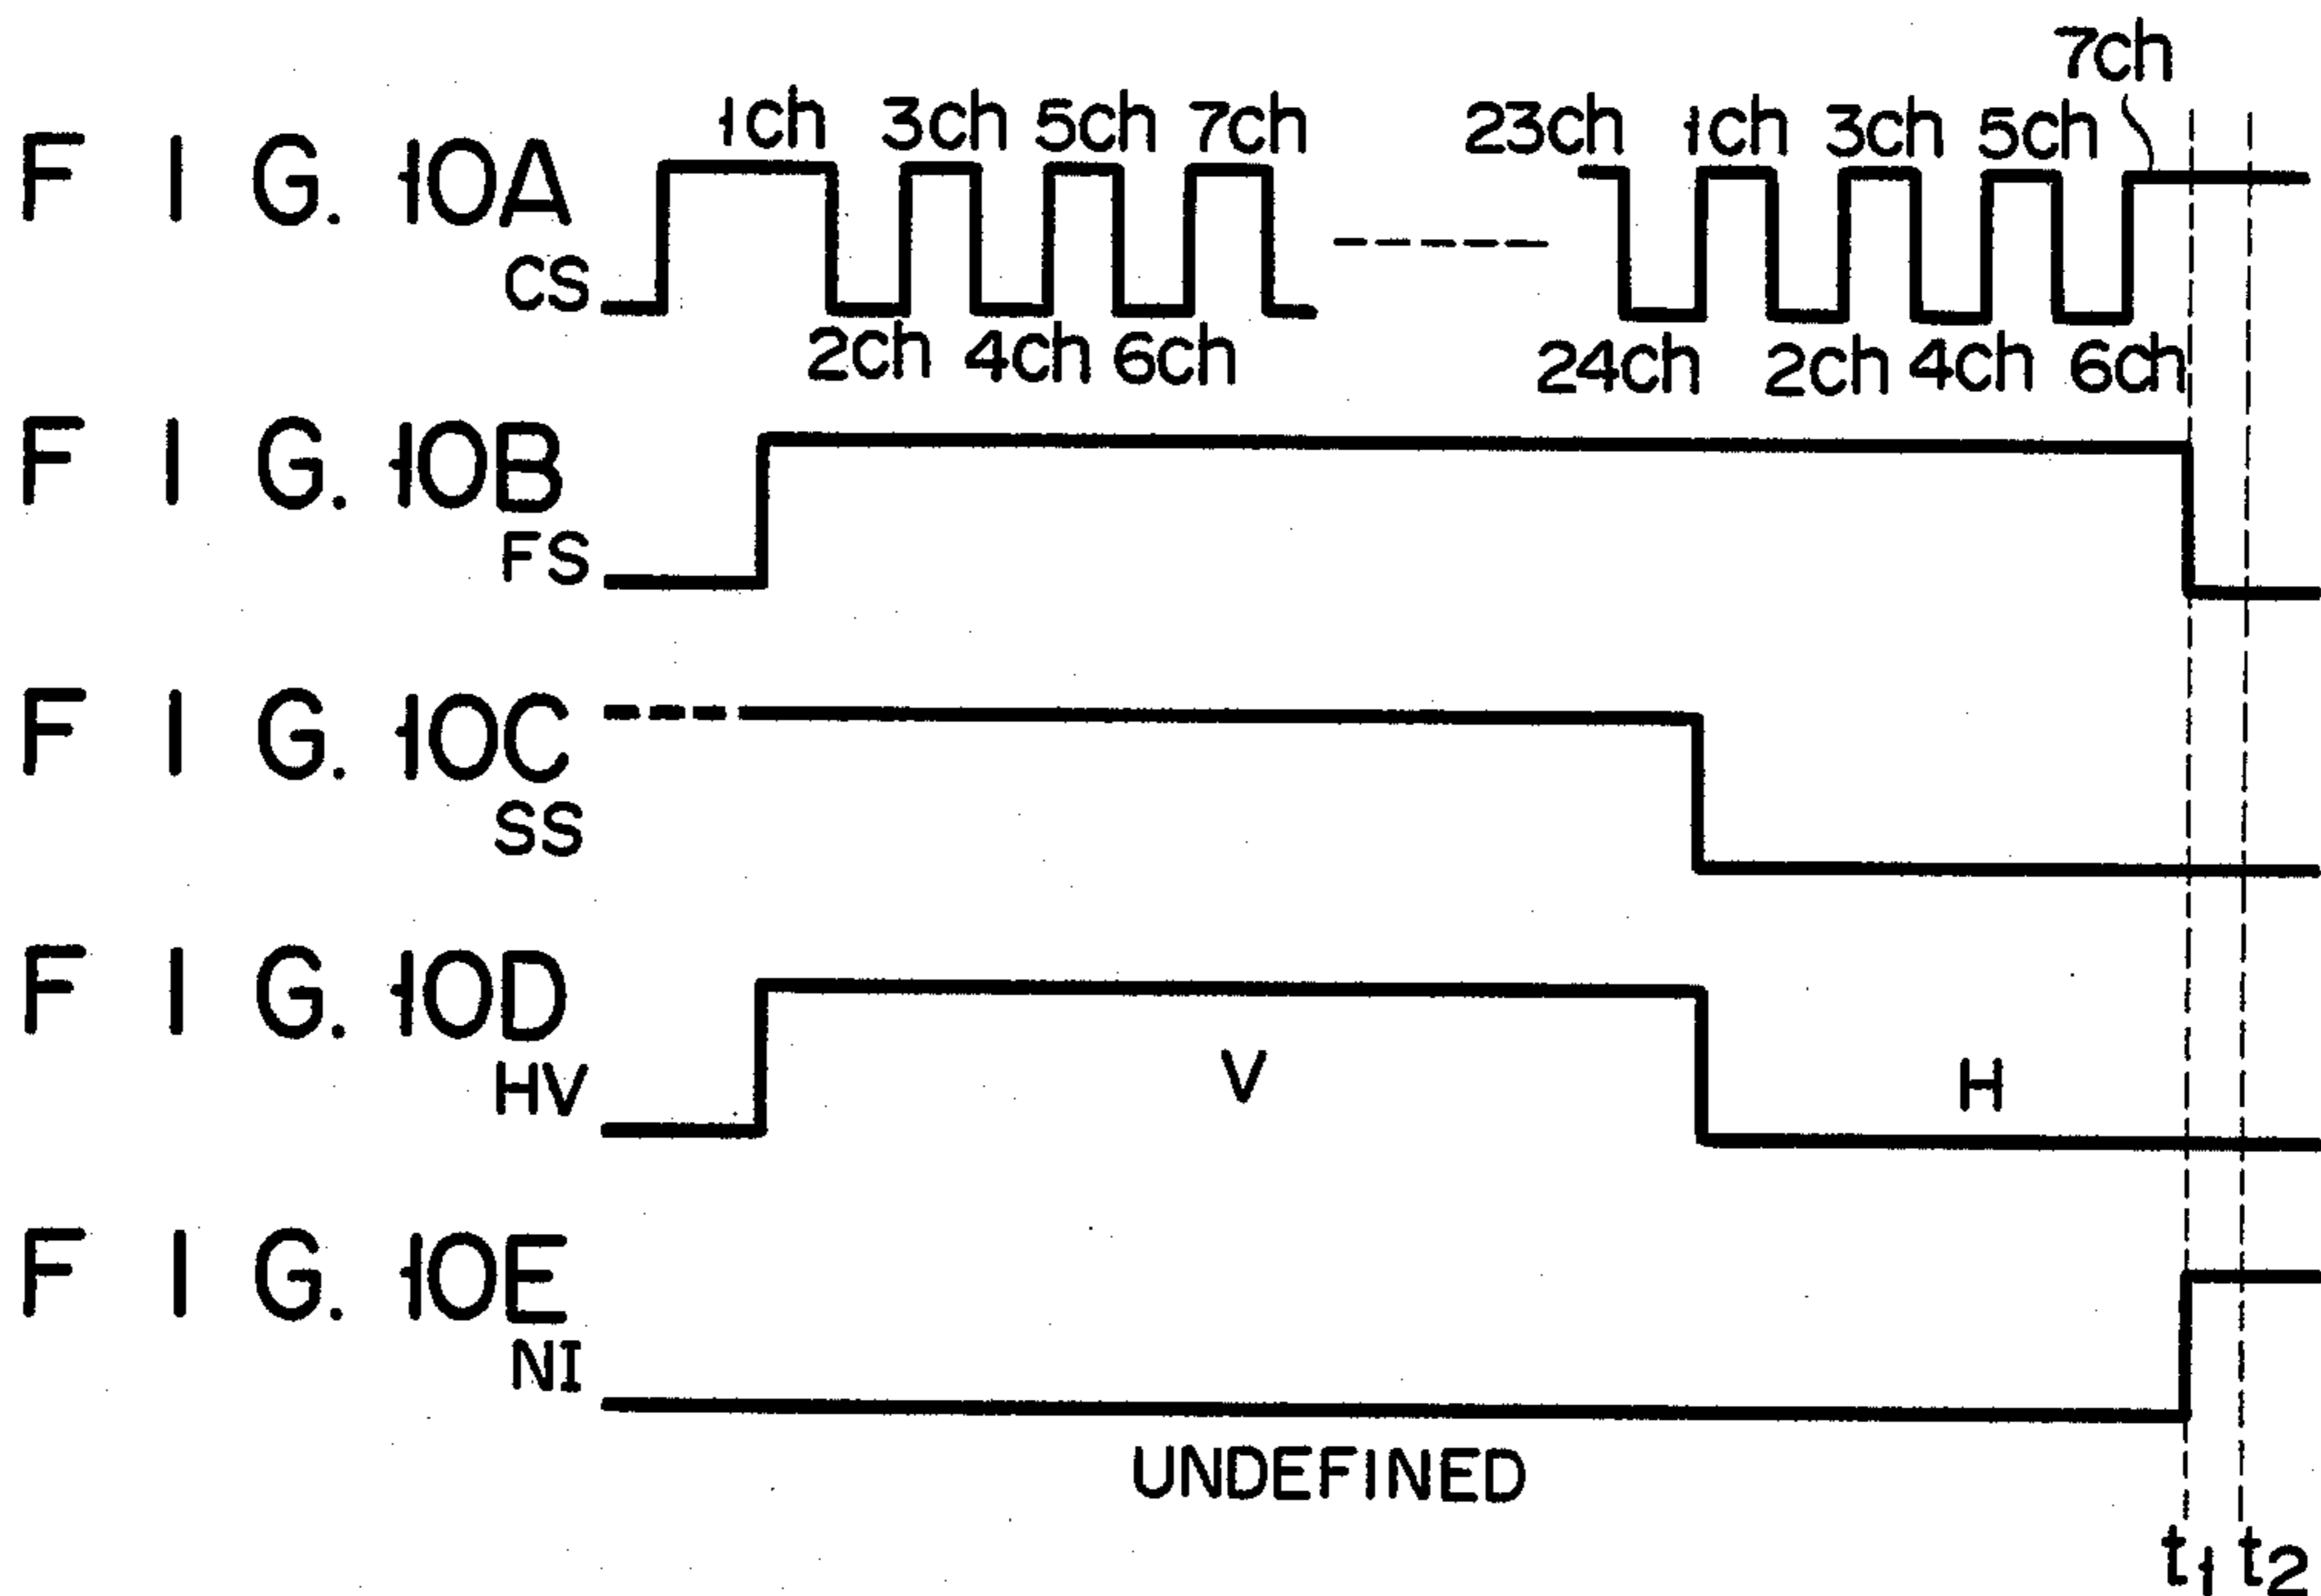 7ch
1ch 3ch 5ch 7ch 23ch 1ch 3ch 5ch
FIG. 10A
CS
2ch 4ch 6ch 24ch 2ch 4ch 6ch
FIG. 10B
FS
FIG. 10C
SS
FIG. 10D
HV V H
FIG. 10E
NI
UNDEFINED
t1 t2